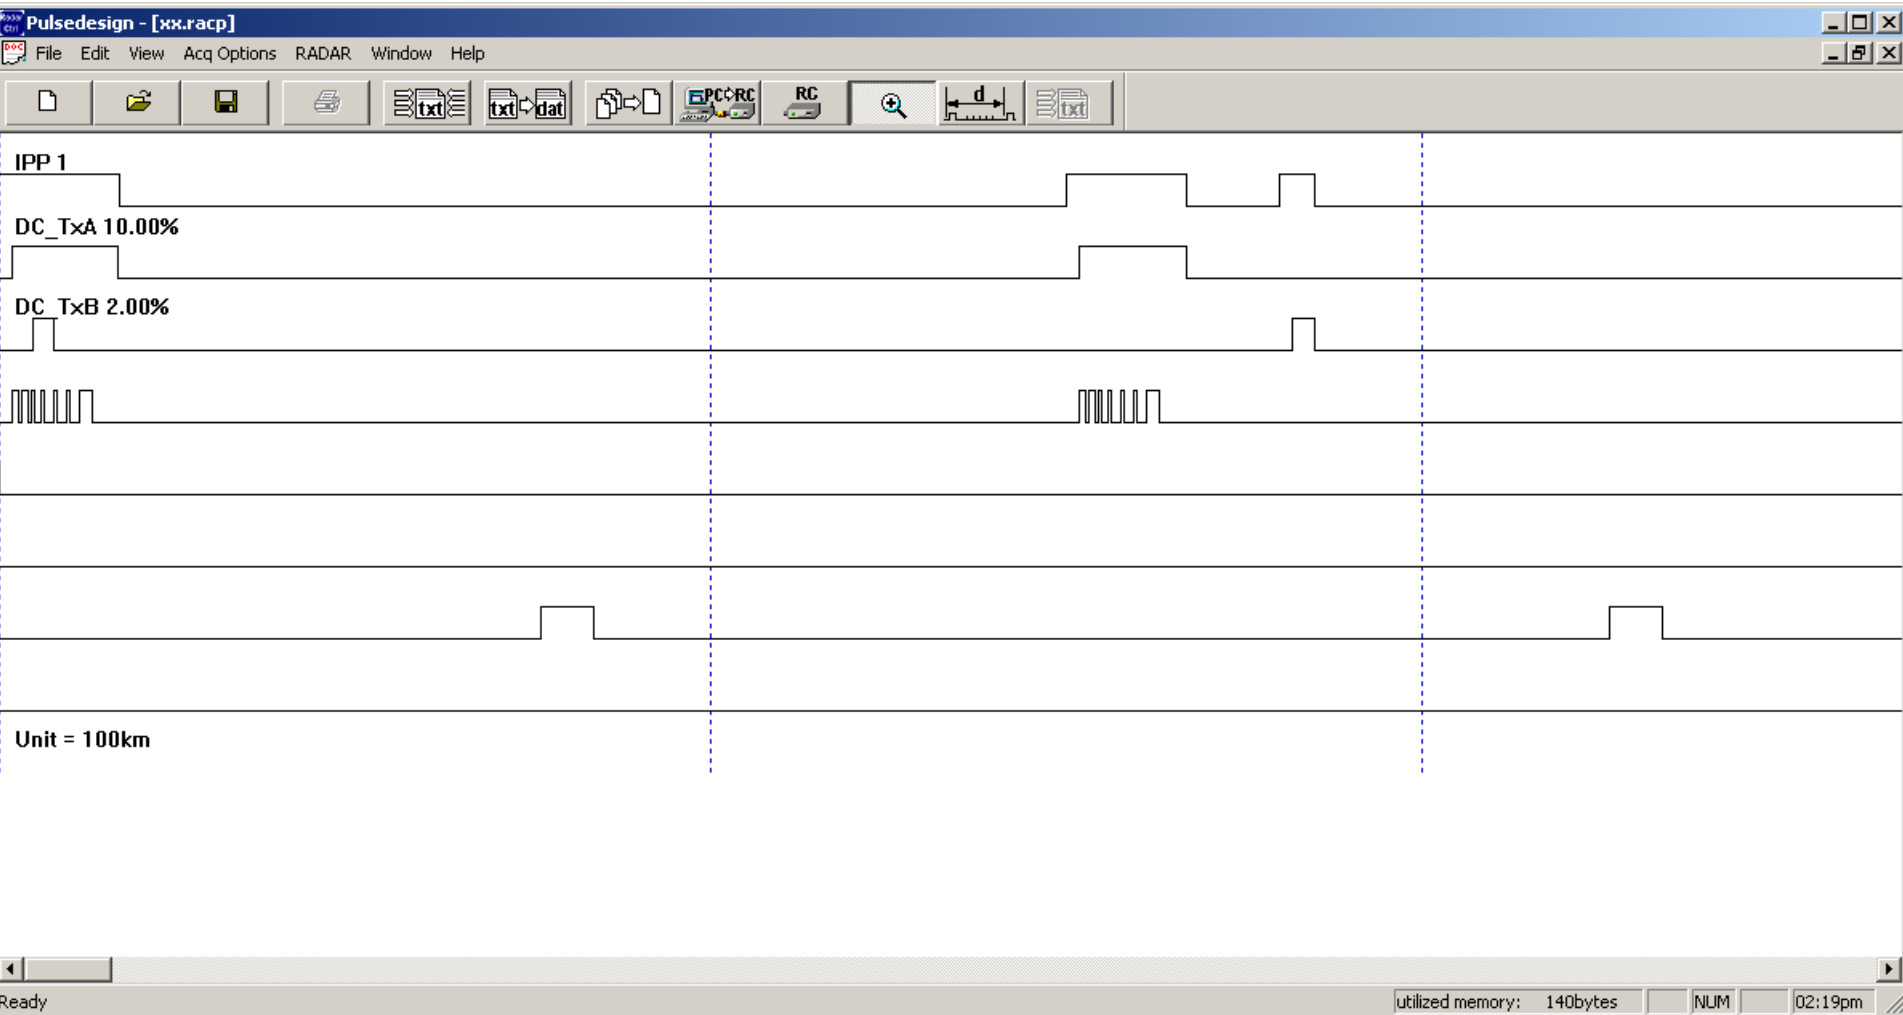 Pulsedesign - [xx.racp]
File Edit View Acq Options RADAR Window Help
txt txt dat PC RC RC d txt
IPP 1
DC_TxA 10.00%
DC_TxB 2.00%
Unit = 100km
Ready utilized memory: 140bytes NUM 02:19pm